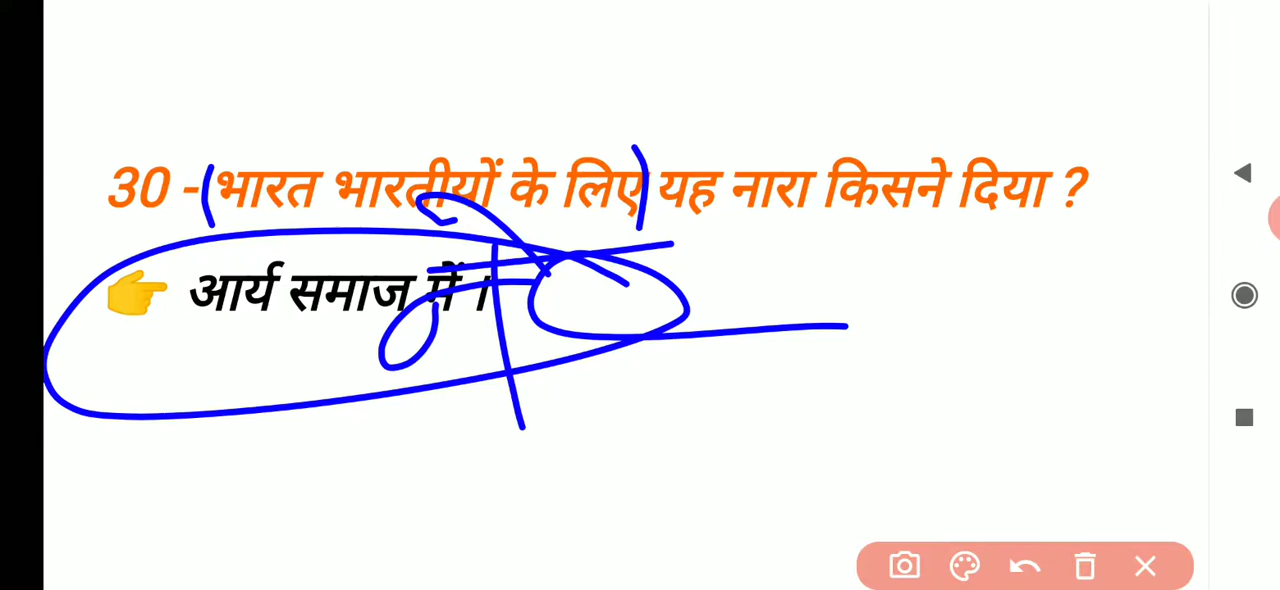 30 - भारत भारतीयों के लिए यह नारा किसने दिया ?
आर्य समाज में ।